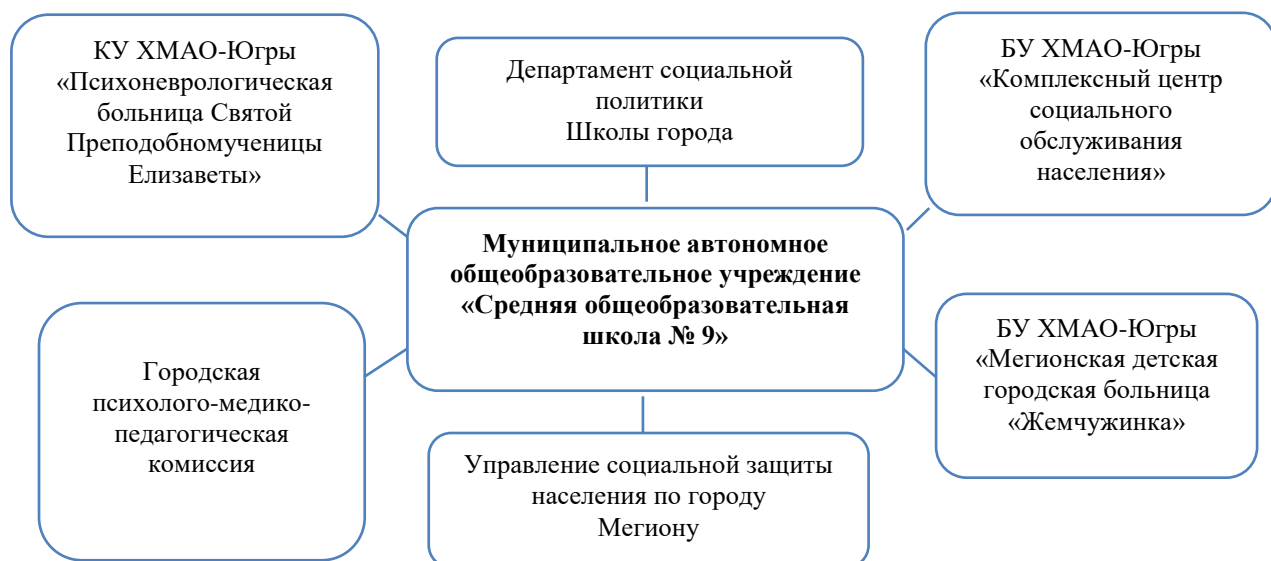 КУ ХМАО-Югры
«Психоневрологическая
больница Святой
Преподобномученицы
Елизаветы»
Департамент социальной
политики
Школы города
БУ ХМАО-Югры
«Комплексный центр
социального
обслуживания
населения»
Муниципальное автономное
общеобразовательное учреждение
«Средняя общеобразовательная
школа № 9»
Городская
психолого-медико-
педагогическая
комиссия
БУ ХМАО-Югры
«Мегионская детская
городская больница
«Жемчужинка»
Управление социальной защиты
населения по городу
Мегиону